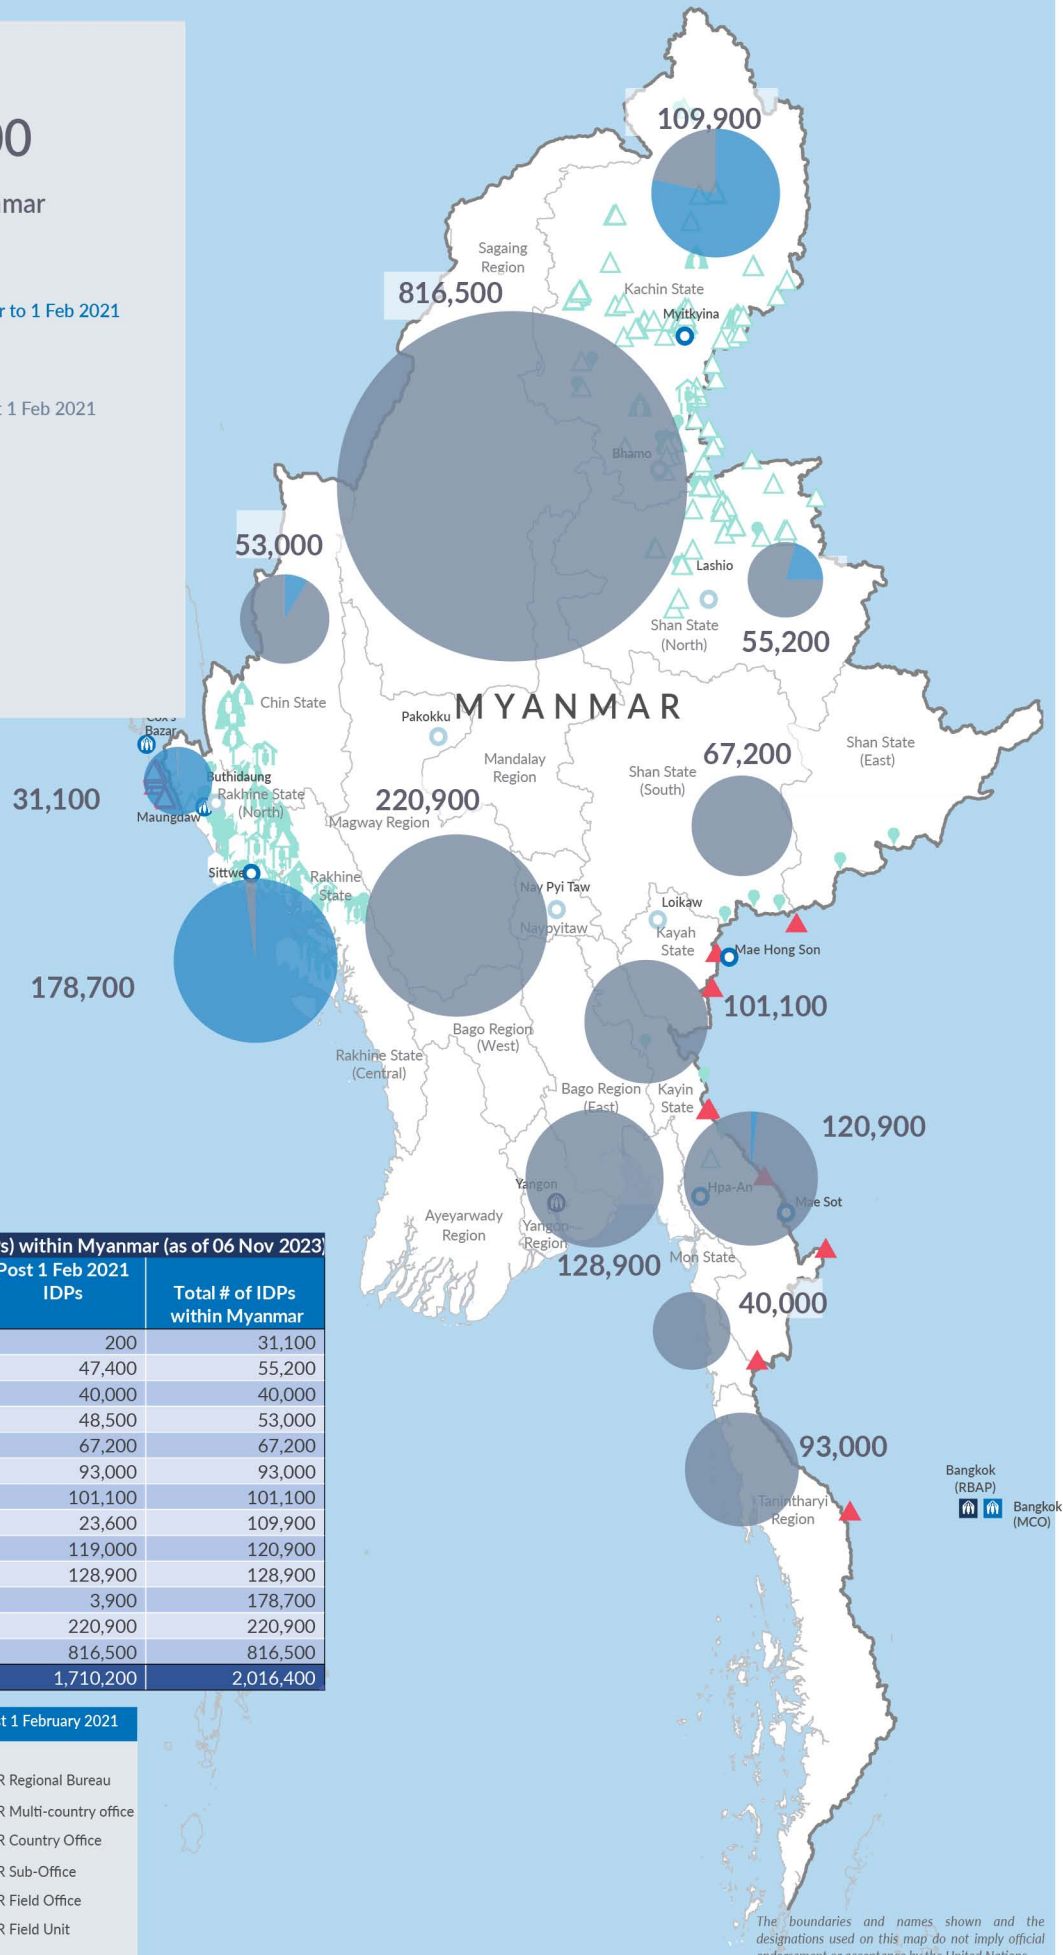 00
mar
r to 1 Feb 2021
t 1 Feb 2021
109,900
Sagaing
Region
816,500
Kachin State
Myitkyina
Bhamo
53,000
Lashio
Shan State
(North)
55,200
Chin State
MYANMAR
Pakokku
Cox's
Bazar
Mandalay
Region
67,200
Shan State
(South)
Shan State
(East)
31,100
Buthidaung
Rakhine State
(North)
Maungdaw
220,900
Magway Region
Sittwe
Rakhine
State
Nay Pyi Taw
Naypyitaw
Loikaw
Kayah
State
Mae Hong Son
178,700
101,100
Bago Region
(West)
Rakhine State
(Central)
Bago Region
(East)
Kayin
State
120,900
Yangon
Hpa-An
Mae Sot
Ayeyarwady
Region
Yangon
Region
Mon State
128,900
40,000
s) within Myanmar (as of 06 Nov 2023)
Post 1 Feb 2021
IDPs
Total # of IDPs
within Myanmar
200 31,100
47,400 55,200
40,000 40,000
48,500 53,000
67,200 67,200
93,000 93,000
101,100 101,100
23,600 109,900
119,000 120,900
128,900 128,900
3,900 178,700
220,900 220,900
816,500 816,500
1,710,200 2,016,400
93,000
Tanintharyi
Region
Bangkok
(RBAP)
Bangkok
(MCO)
t 1 February 2021
R Regional Bureau
R Multi-country office
R Country Office
R Sub-Office
R Field Office
R Field Unit
The boundaries and names shown and the
designations used on this map do not imply official
endorsement or acceptance by the United Nations